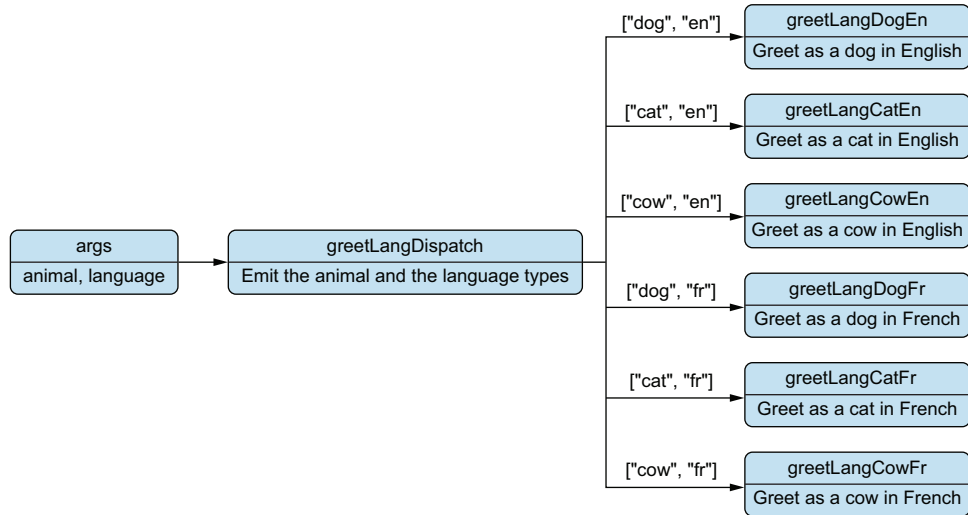 ["dog", "en"]
greetLangDogEn
Greet as a dog in English
["cat", "en"]
greetLangCatEn
Greet as a cat in English
["cow", "en"]
greetLangCowEn
Greet as a cow in English
args
animal, language
greetLangDispatch
Emit the animal and the language types
["dog", "fr"]
greetLangDogFr
Greet as a dog in French
["cat", "fr"]
greetLangCatFr
Greet as a cat in French
["cow", "fr"]
greetLangCowFr
Greet as a cow in French